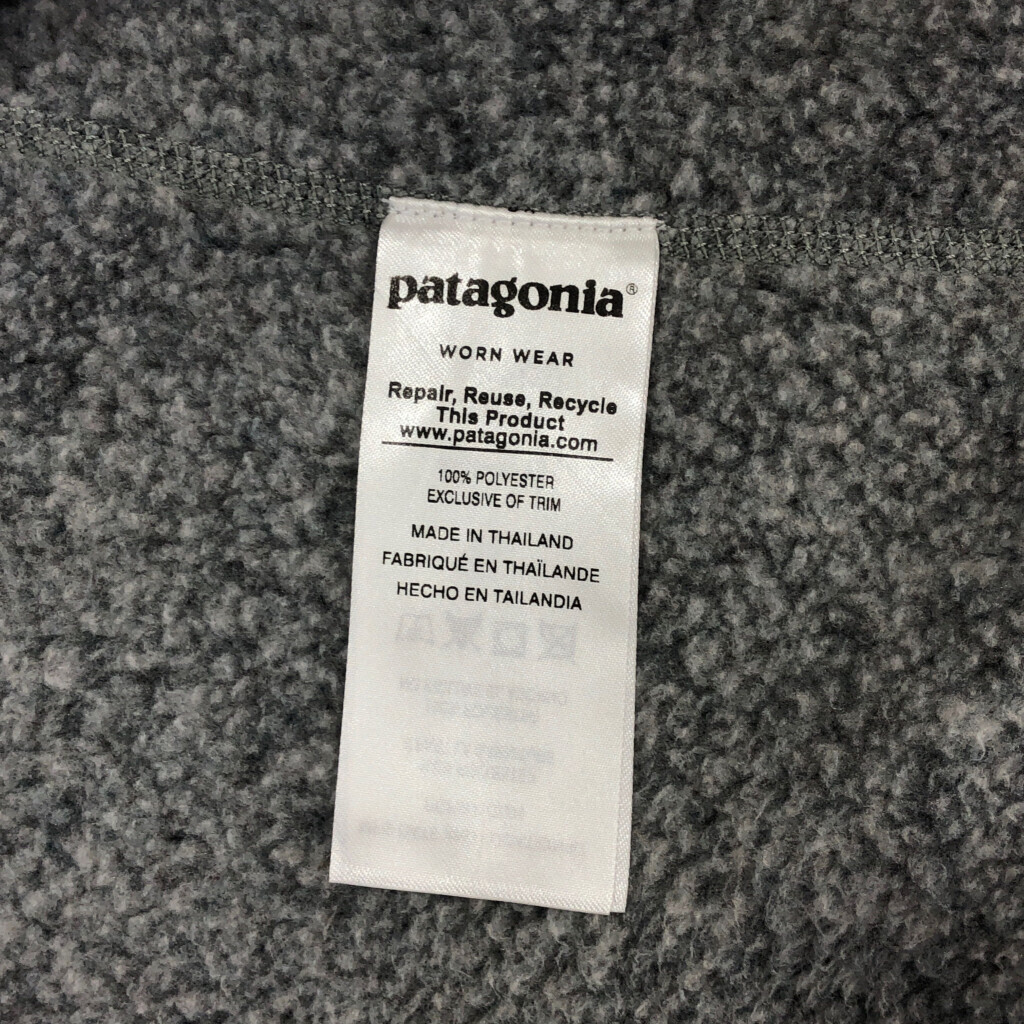 patagonia®
WORN WEAR
Repair, Reuse, Recycle
This Product
www.patagonia.com
100% POLYESTER
EXCLUSIVE OF TRIM
MADE IN THAILAND
FABRIQUÉ EN THAÏLANDE
HECHO EN TAILANDIA